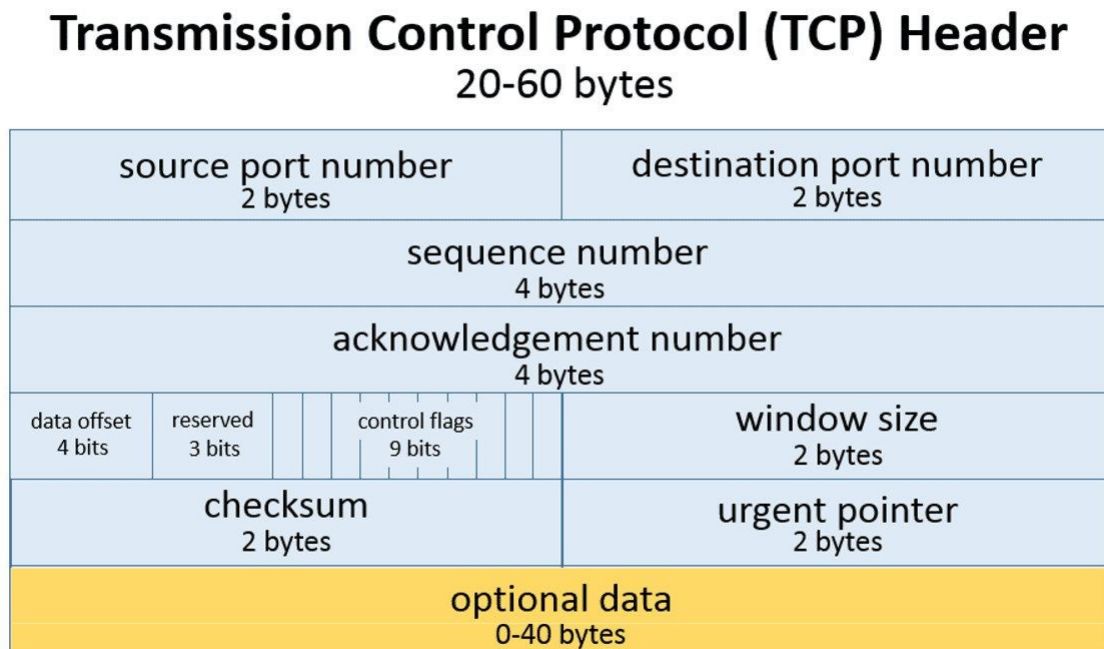 Transmission Control Protocol (TCP) Header
20-60 bytes
source port number
2 bytes
destination port number
2 bytes
sequence number
4 bytes
acknowledgement number
4 bytes
data offset
4 bits
reserved
3 bits
control flags
9 bits
window size
2 bytes
checksum
2 bytes
urgent pointer
2 bytes
optional data
0-40 bytes